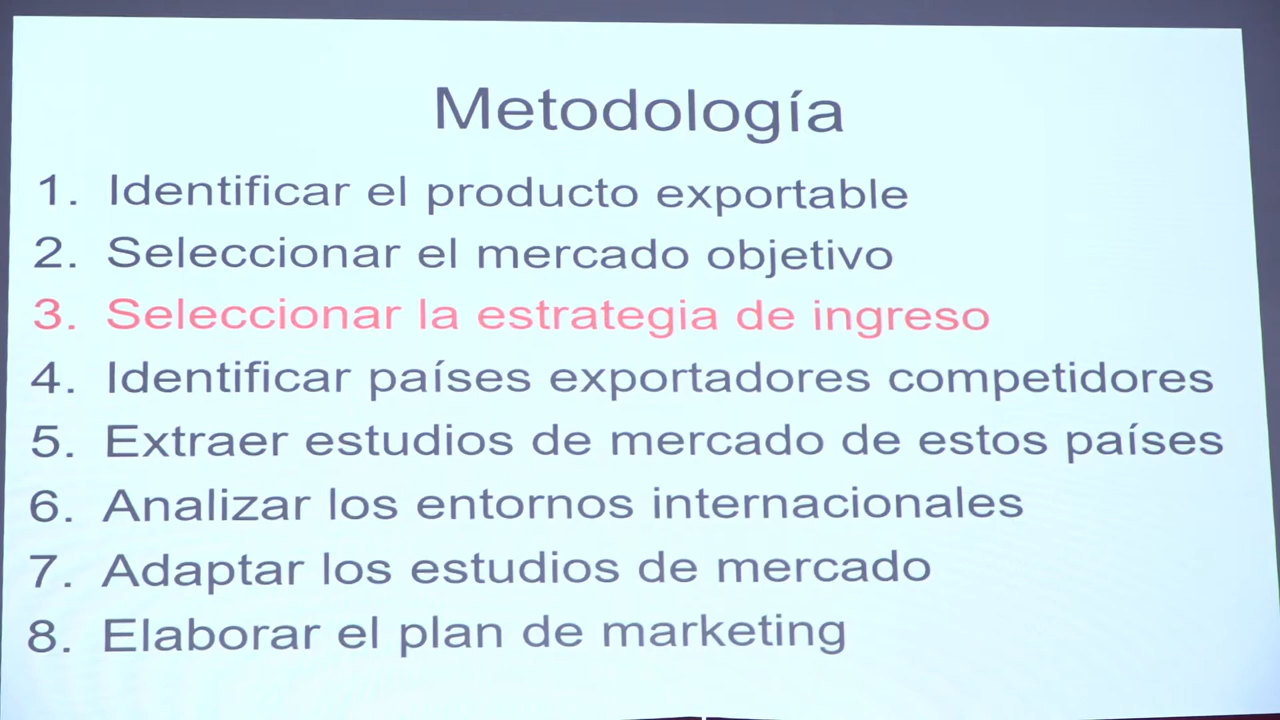 Metodología
1. Identificar el producto exportable
2. Seleccionar el mercado objetivo
3. Seleccionar la estrategia de ingreso
4. Identificar países exportadores competidores
5. Extraer estudios de mercado de estos países
6. Analizar los entornos internacionales
7. Adaptar los estudios de mercado
8. Elaborar el plan de marketing